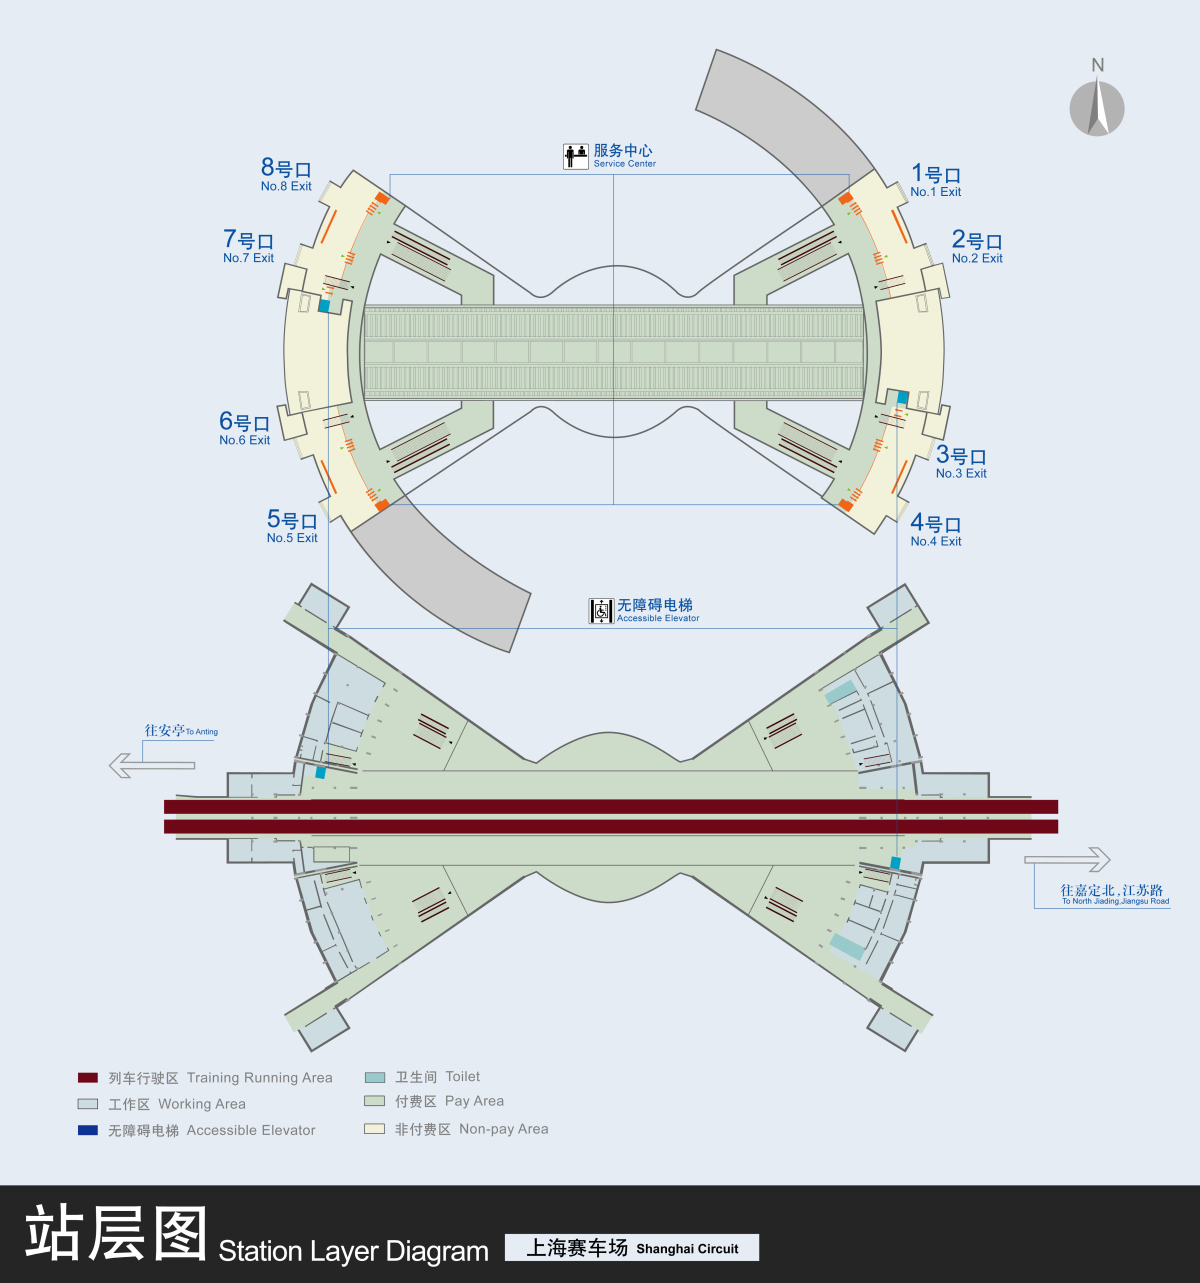 N
服务中心
Service Center
8号口
No.8 Exit
1号口
No.1 Exit
7号口
No.7 Exit
2号口
No.2 Exit
6号口
No.6 Exit
3号口
No.3 Exit
5号口
No.5 Exit
4号口
No.4 Exit
无障碍电梯
Accessible Elevator
往安亭To Anting
往嘉定北,江苏路
To North Jiading,Jiangsu Road
列车行驶区 Training Running Area
卫生间 Toilet
工作区 Working Area
付费区 Pay Area
无障碍电梯 Accessible Elevator
非付费区 Non-pay Area
站层图 Station Layer Diagram 上海赛车场 Shanghai Circuit